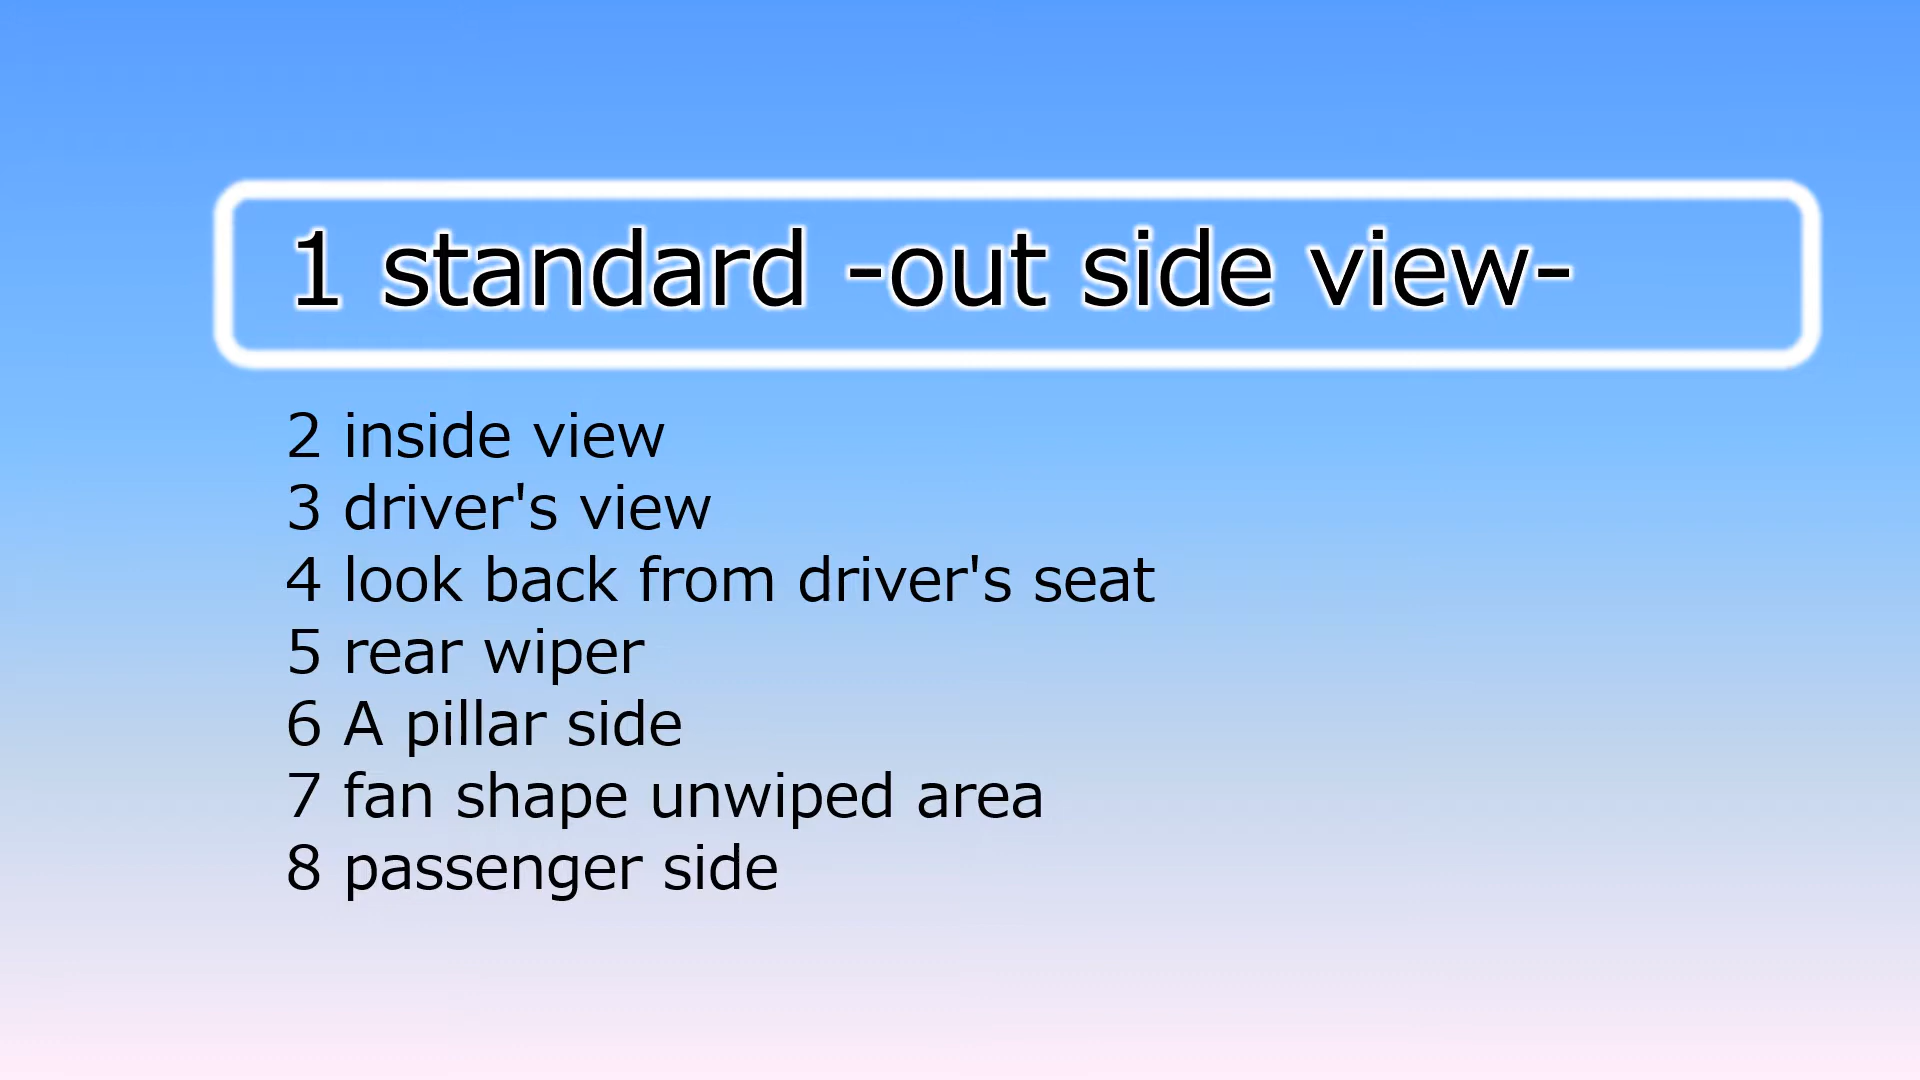 1 standard -out side view-
2 inside view
3 driver's view
4 look back from driver's seat
5 rear wiper
6 A pillar side
7 fan shape unwiped area
8 passenger side